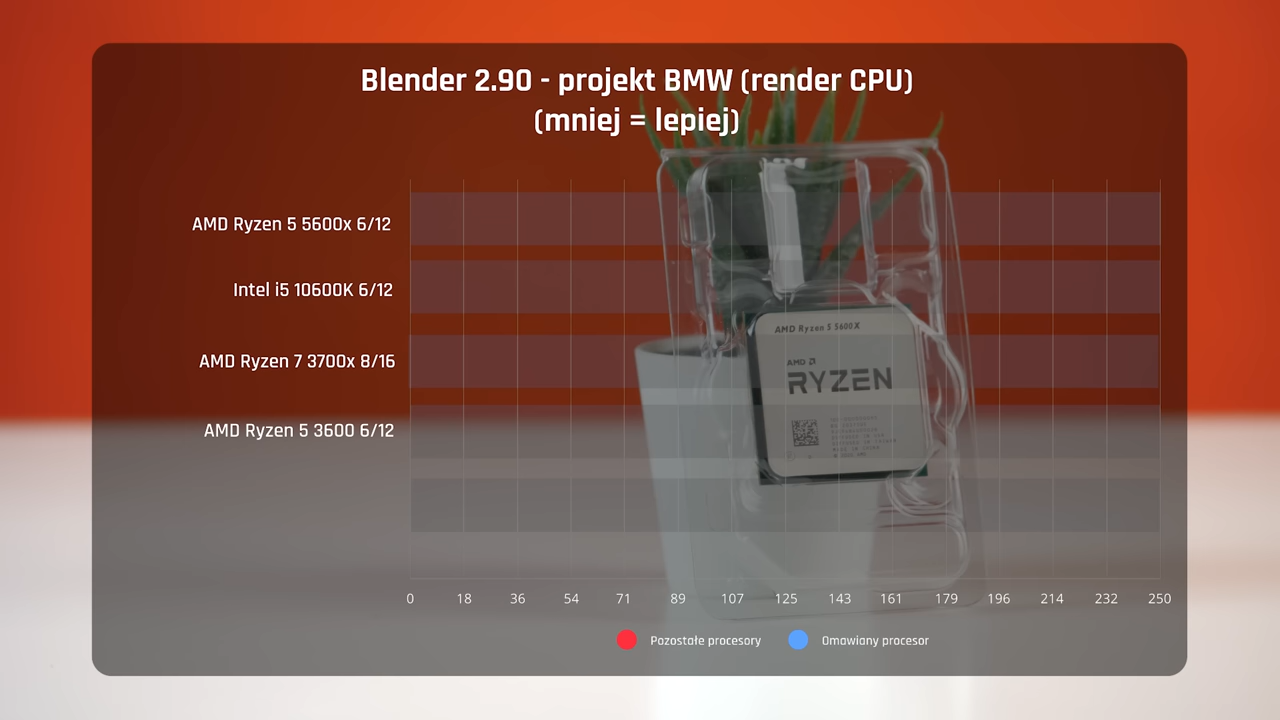 Blender 2.90 - projekt BMW (render CPU)
(mniej = lepiej)
AMD Ryzen 5 5600x 6/12
Intel i5 10600K 6/12
AMD Ryzen 7 3700x 8/16
AMD Ryzen 5 3600 6/12
AMD Ryzen 5 5600X
AMD
RYZEN
0 18 36 54 71 89 107 125 143 161 179 196 214 232 250
Pozostałe procesory Omawiany procesor